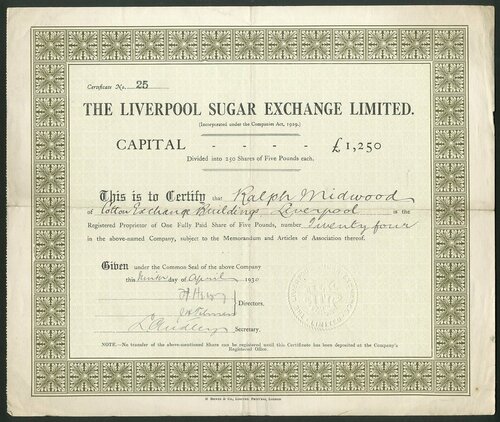 Certificate No. 25
THE LIVERPOOL SUGAR EXCHANGE LIMITED.
(Incorporated under the Companies Act, 1929.)
CAPITAL - - - - £1,250
Divided into 250 Shares of Five Pounds each.
This is to Certify that Ralph Midwood
of Cotton Exchange Buildings Liverpool is the
Registered Proprietor of One Fully Paid Share of Five Pounds, number Twenty four
in the above-named Company, subject to the Memorandum and Articles of Association thereof.
Given under the Common Seal of the above Company
this day of April 1930
Directors.
Secretary.
NOTE.—No transfer of the above-mentioned Share can be registered until this Certificate has been deposited at the Company's
Registered Office.
& Co., Limited, Printers, London